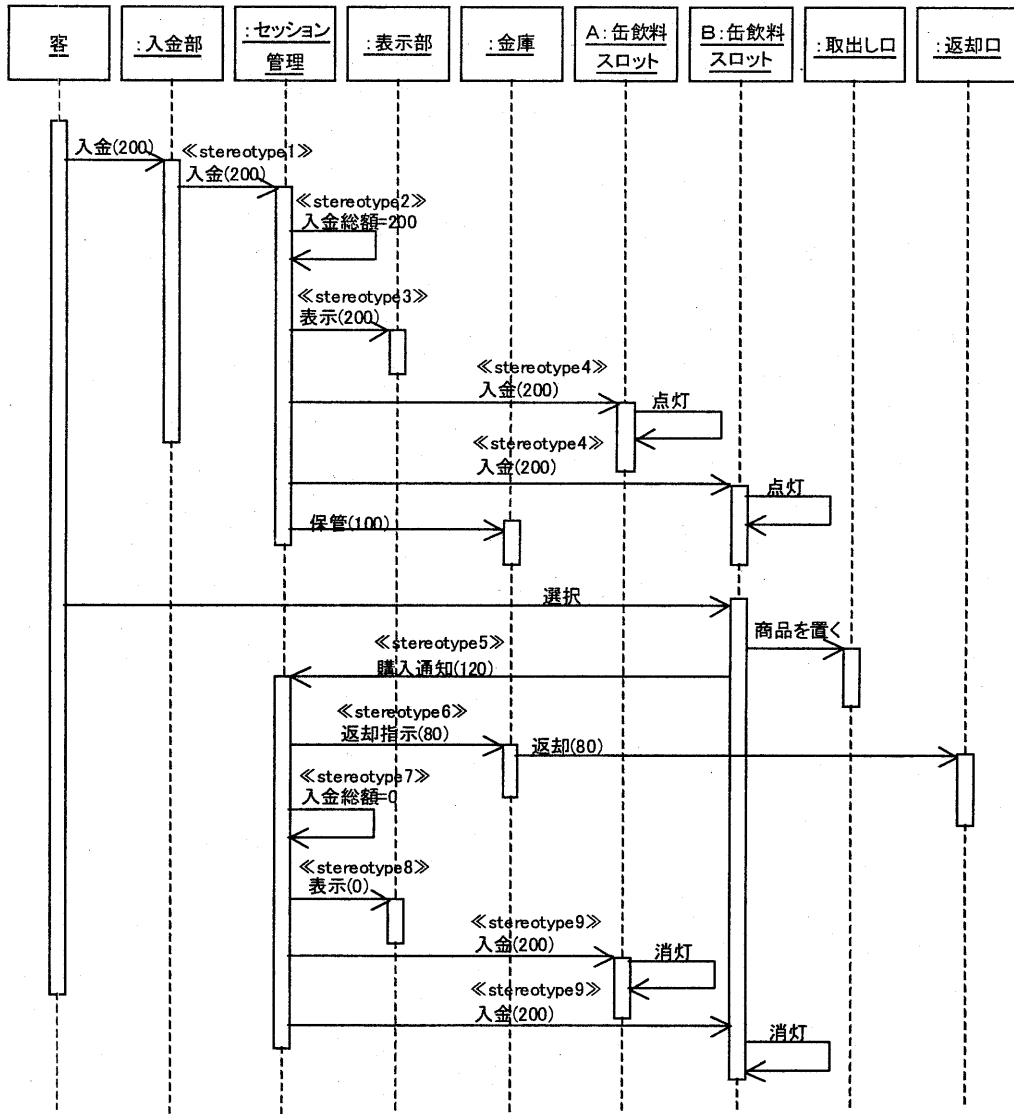 客
:入金部
:セッション
管理
:表示部
:金庫
A:缶飲料
スロット
B:缶飲料
スロット
:取出し口
:返却口
入金(200)
≪stereotype1≫
入金(200)
≪stereotype2≫
入金総額=200
≪stereotype3≫
表示(200)
≪stereotype4≫
入金(200)
点灯
≪stereotype4≫
入金(200)
点灯
保管(100)
選択
商品を置く
≪stereotype5≫
購入通知(120)
≪stereotype6≫
返却指示(80)
返却(80)
≪stereotype7≫
入金総額=0
≪stereotype8≫
表示(0)
≪stereotype9≫
入金(200)
消灯
≪stereotype9≫
入金(200)
消灯